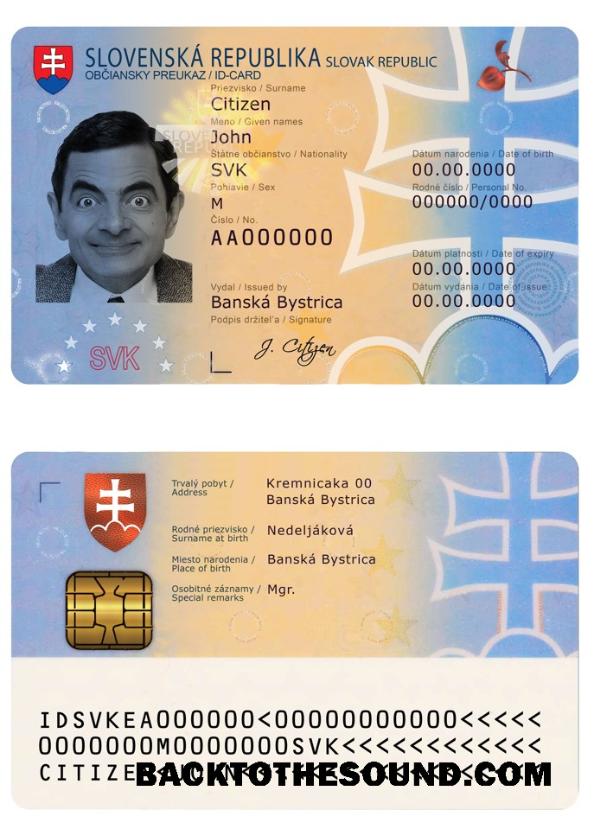 SLOVENSKÁ REPUBLIKA SLOVAK REPUBLIC
OBČIANSKY PREUKAZ / ID-CARD
Priezvisko / Surname
Citizen
Meno / Given names
John
Štátne občianstvo / Nationality
SVK
Dátum narodenia / Date of birth
00.00.0000
Pohlavie / Sex
M
Rodné číslo / Personal No.
000000/0000
Číslo / No.
AA000000
Dátum platnosti / Date of expiry
00.00.0000
Vydal / Issued by
Banská Bystrica
Dátum vydania / Date of issue
00.00.0000
Podpis držiteľa / Signature
J. Citizen
SVK
Trvalý pobyt /
Address
Kremnicaka 00
Banská Bystrica
Rodné priezvisko /
Surname at birth
Nedeljáková
Miesto narodenia /
Place of birth
Banská Bystrica
Osobitné záznamy /
Special remarks
Mgr.
IDSVKEA000000<00000000000<<<<<
0000000M0000000SVK<<<<<<<<<<<<
BACKTOTHESOUND.COM